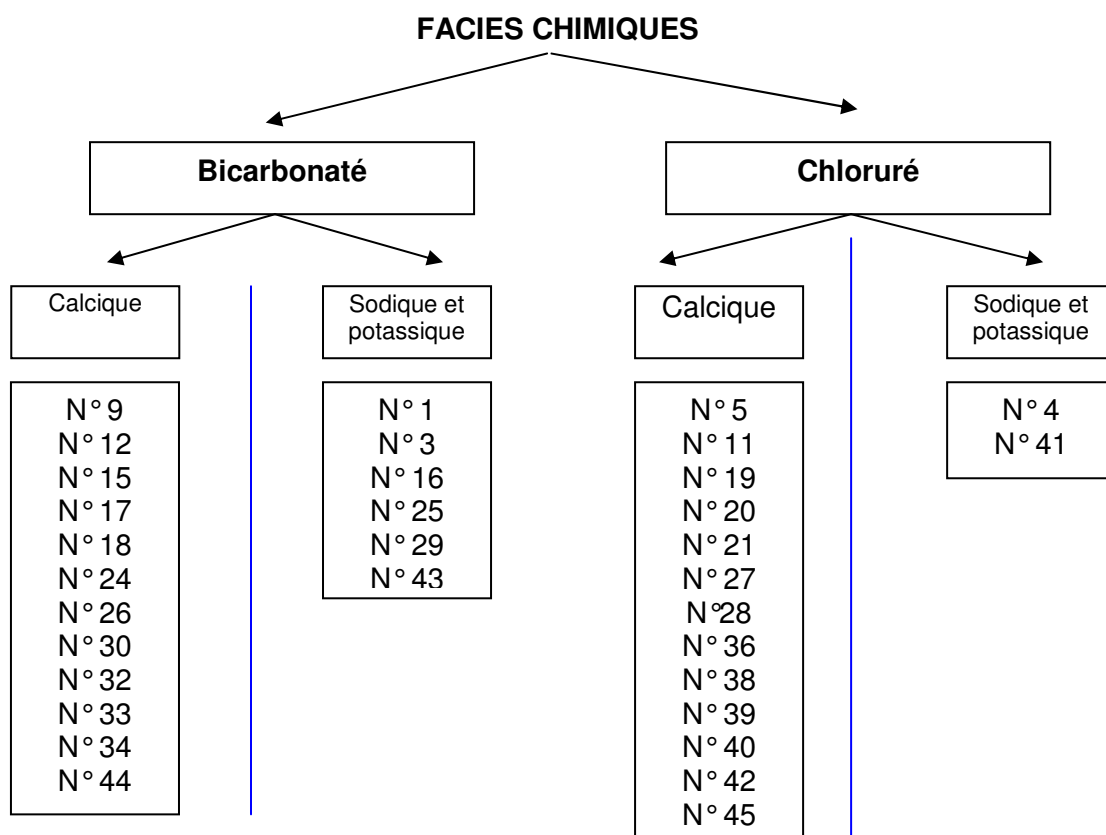 FACIES CHIMIQUES
Bicarbonaté
Chloruré
Calcique
Sodique et
potassique
Calcique
Sodique et
potassique
N° 9
N° 12
N° 15
N° 17
N° 18
N° 24
N° 26
N° 30
N° 32
N° 33
N° 34
N° 44
N° 1
N° 3
N° 16
N° 25
N° 29
N° 43
N° 5
N° 11
N° 19
N° 20
N° 21
N° 27
N°28
N° 36
N° 38
N° 39
N° 40
N° 42
N° 45
N° 4
N° 41